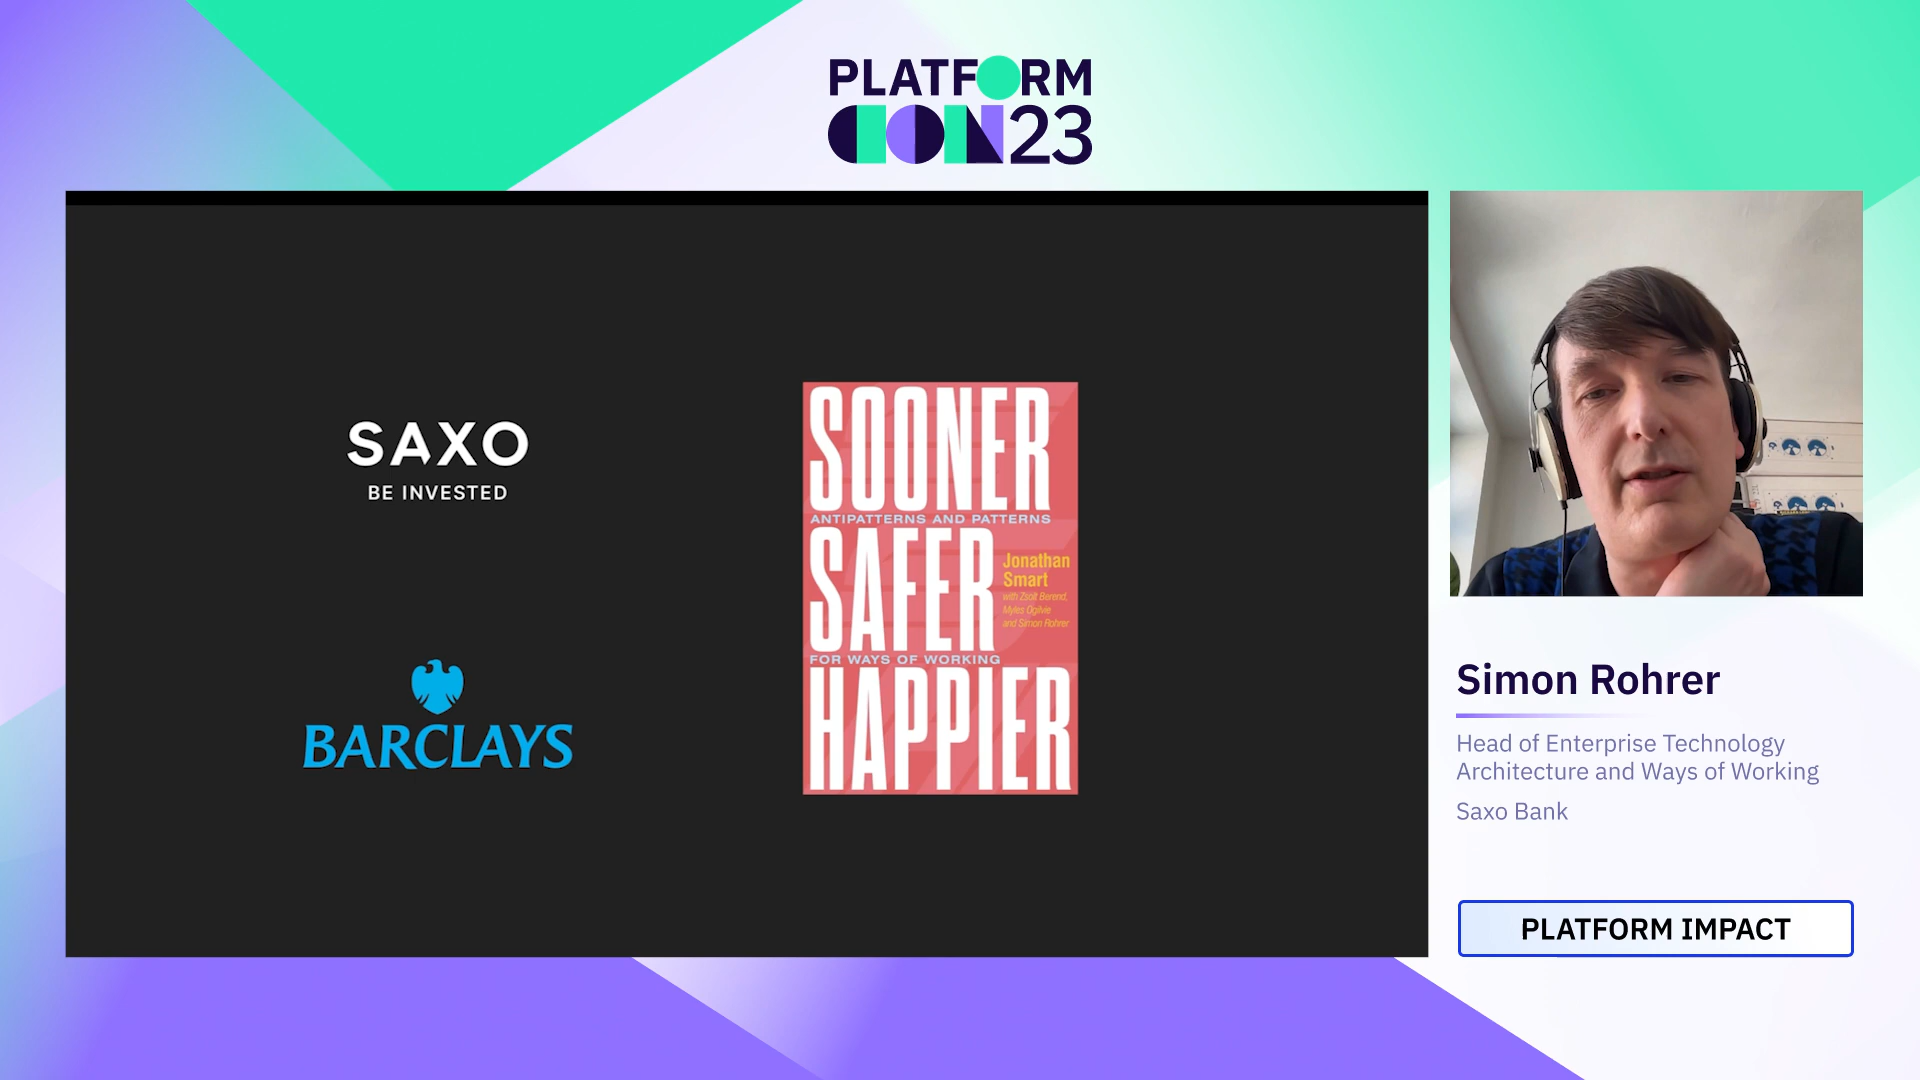 PLATFORM
CON23
SAXO
BE INVESTED
BARCLAYS
SOONER
ANTIPATTERNS AND PATTERNS
SAFER
Jonathan
Smart
with Zsolt Berend,
Myles Ogilvie
and Simon Rohrer
FOR WAYS OF WORKING
HAPPIER
Simon Rohrer
Head of Enterprise Technology
Architecture and Ways of Working
Saxo Bank
PLATFORM IMPACT